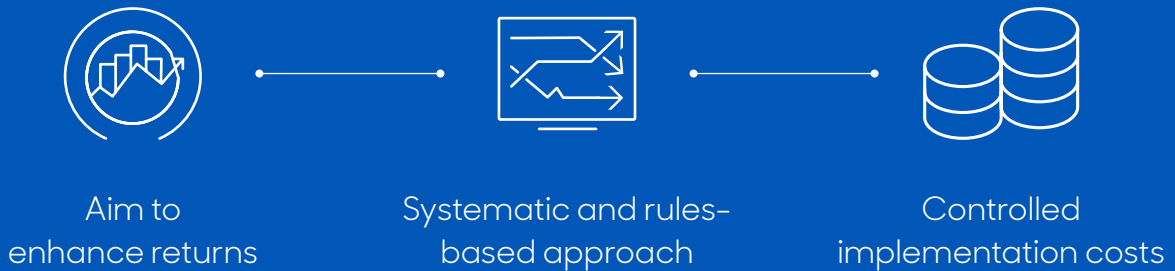 Aim to
enhance returns
Systematic and rules-
based approach
Controlled
implementation costs